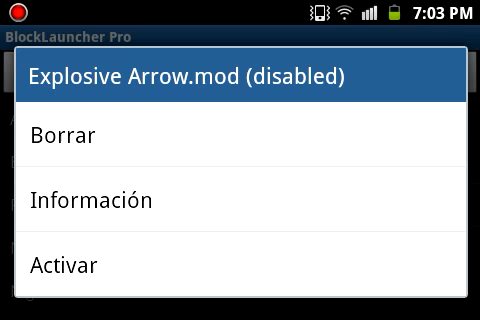 7:03 PM
BlockLauncher Pro
Explosive Arrow.mod (disabled)
Borrar
Información
Activar